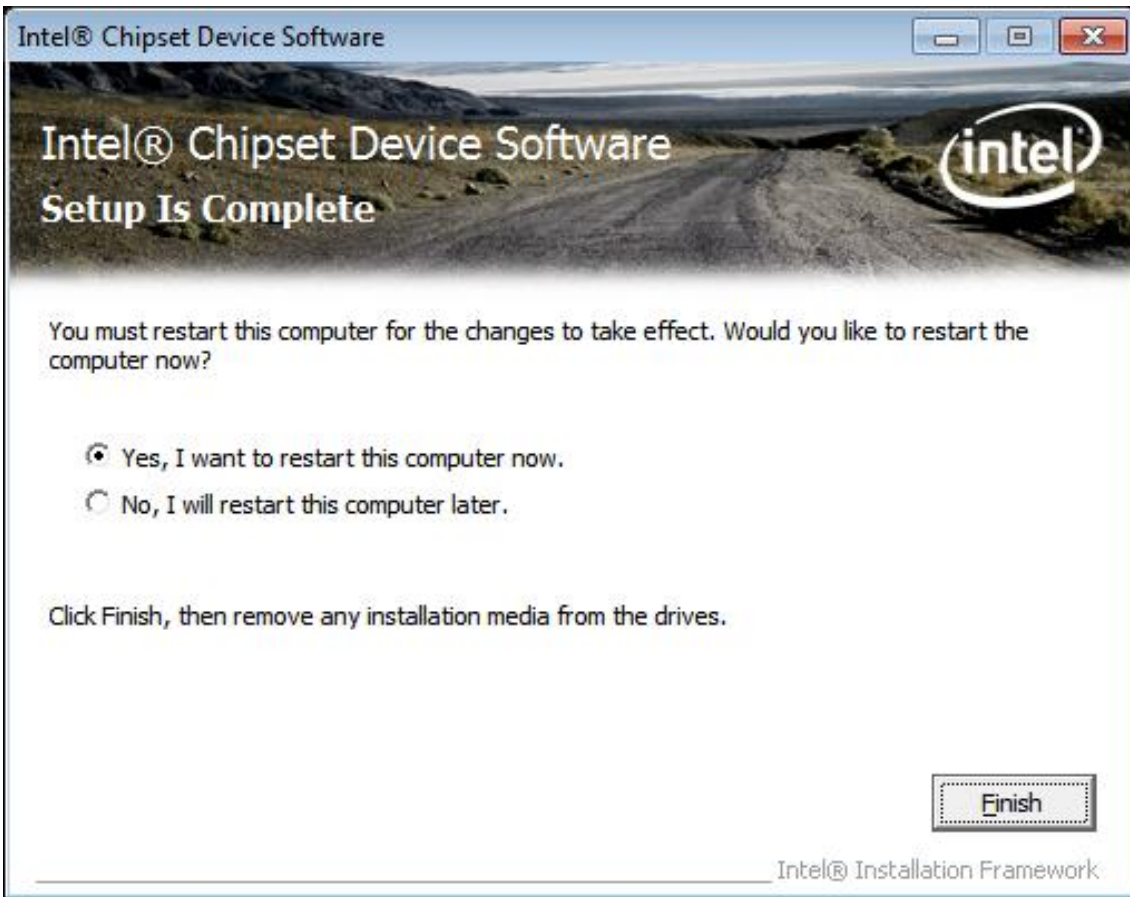 Intel® Chipset Device Software
Intel® Chipset Device Software
intel
Setup Is Complete
You must restart this computer for the changes to take effect. Would you like to restart the
computer now?
Yes, I want to restart this computer now.
No, I will restart this computer later.
Click Finish, then remove any installation media from the drives.
Finish
Intel® Installation Framework